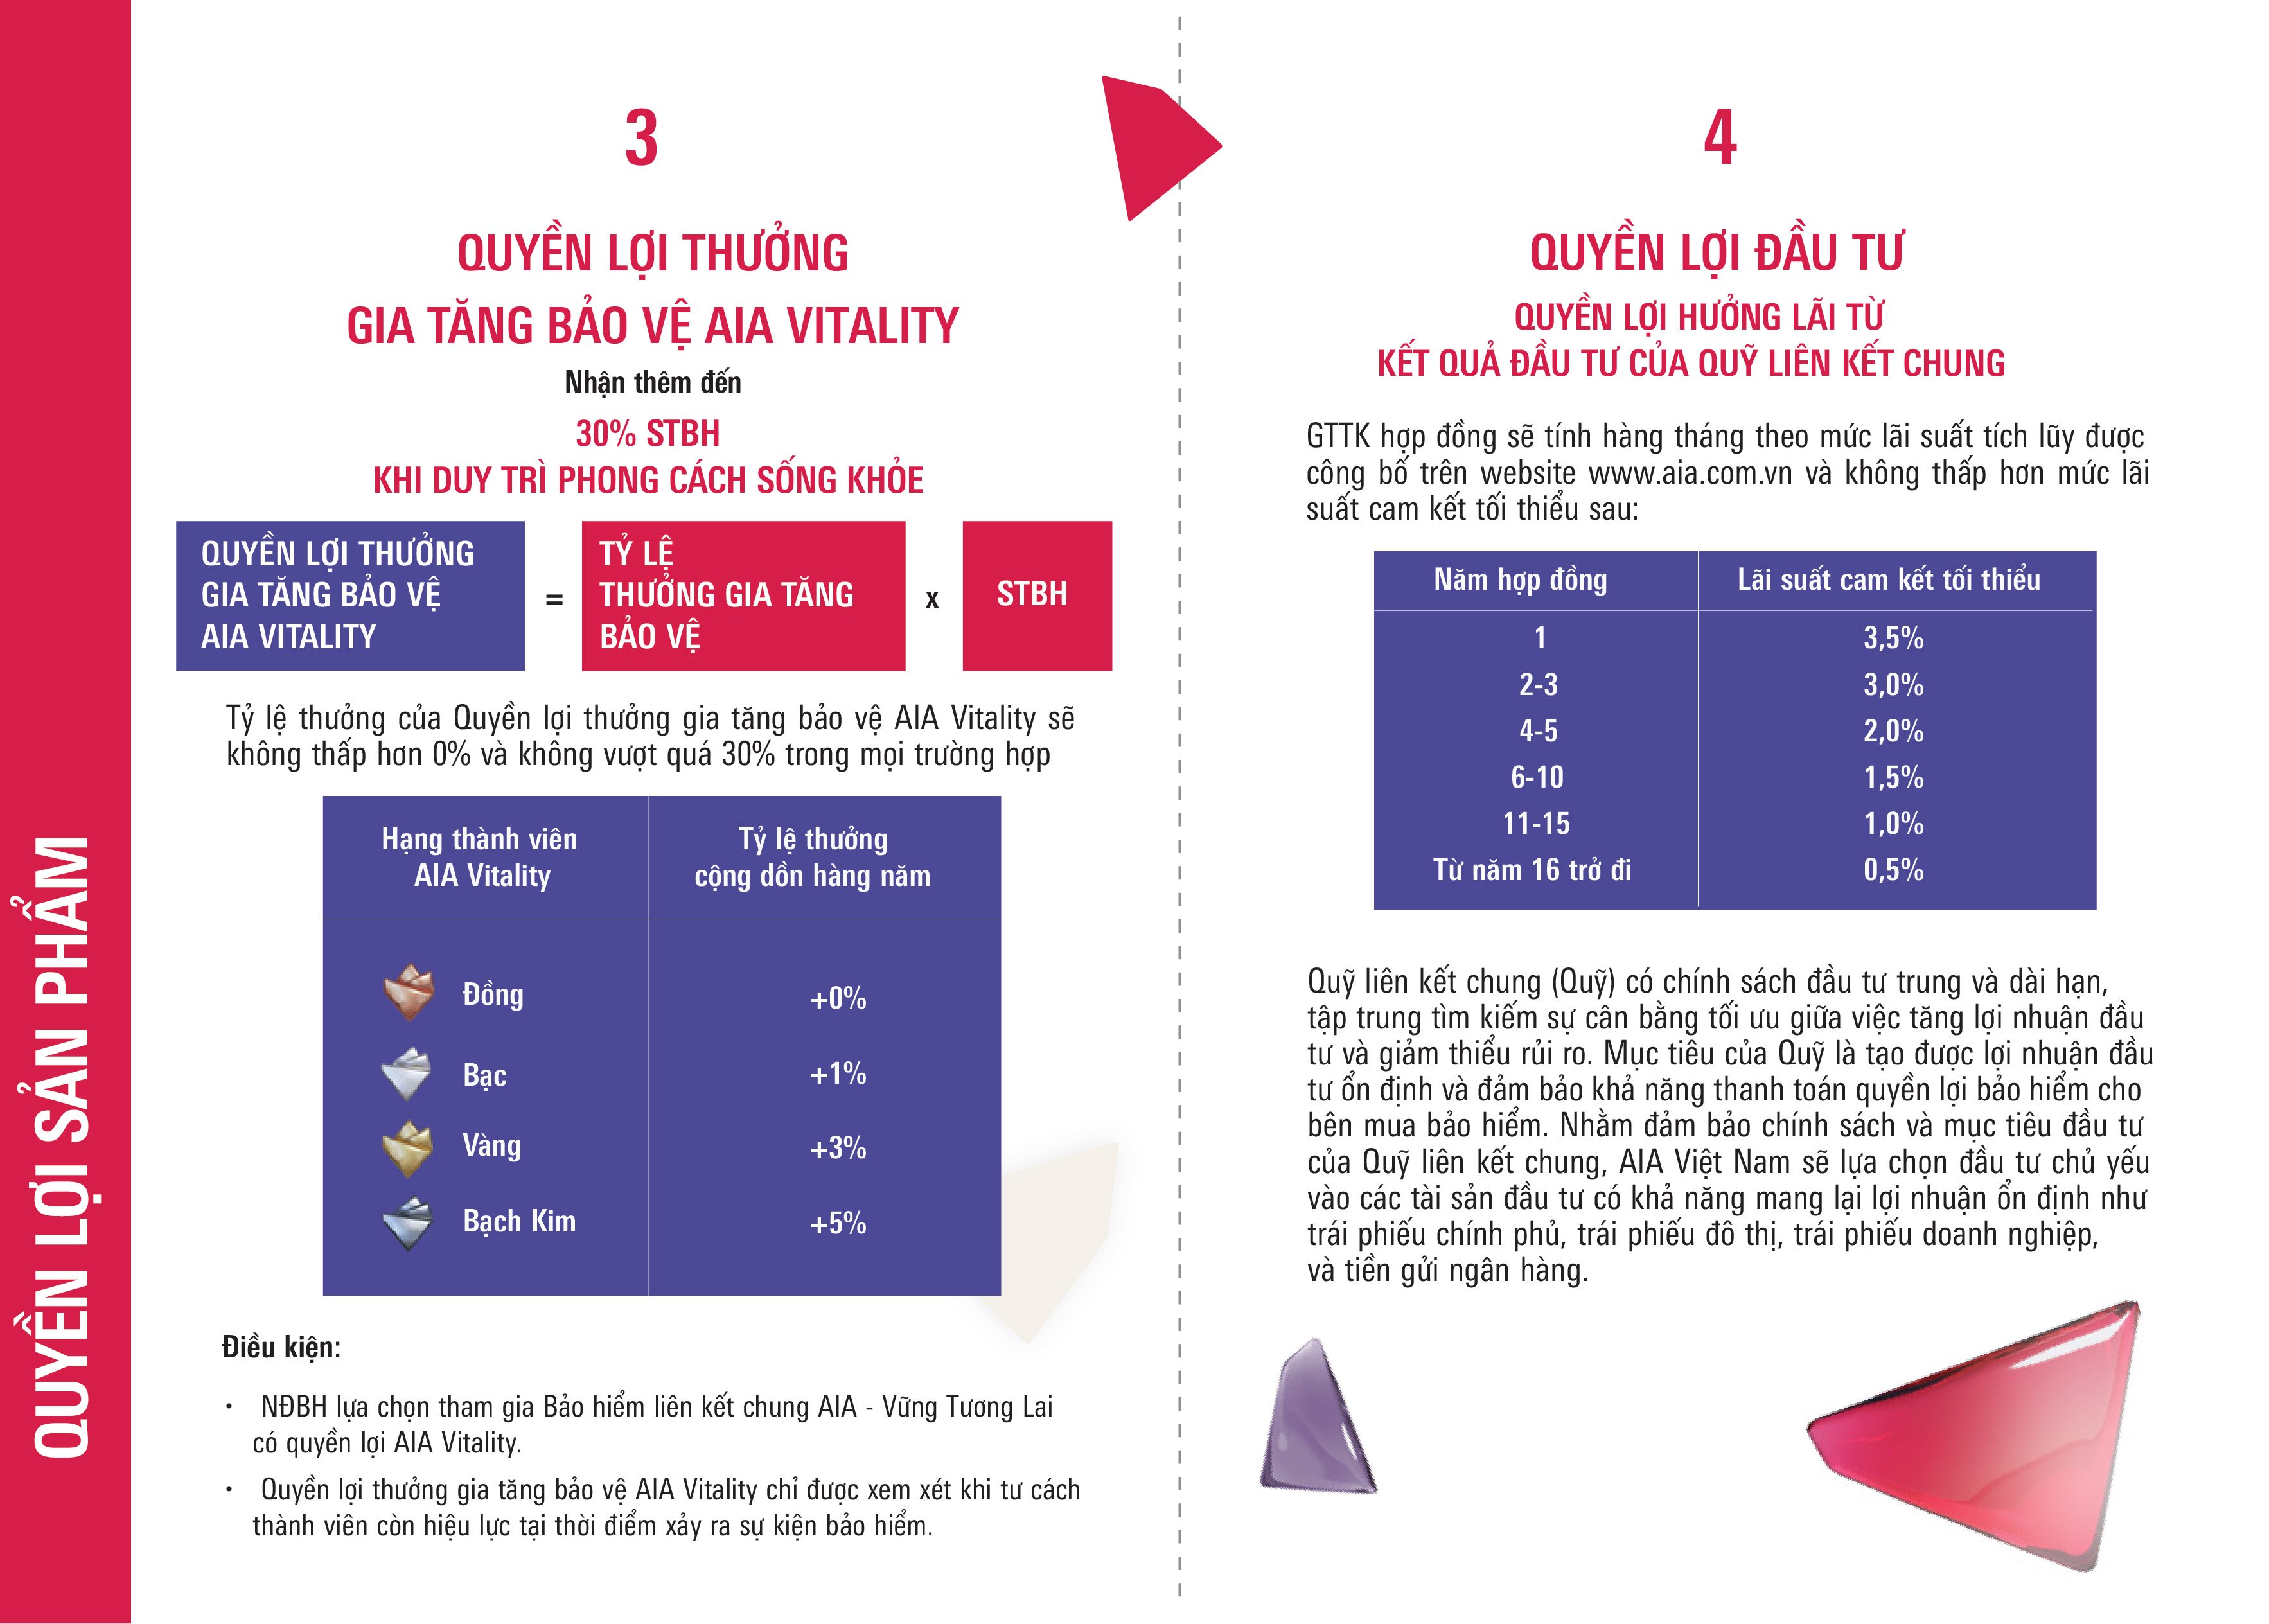 QUYỀN LỢI SẢN PHẨM
3
QUYỀN LỢI THƯỞNG
GIA TĂNG BẢO VỆ AIA VITALITY
Nhận thêm đến
30% STBH
KHI DUY TRÌ PHONG CÁCH SỐNG KHỎE
QUYỀN LỢI THƯỞNG
GIA TĂNG BẢO VỆ
AIA VITALITY
=
TỶ LỆ
THƯỞNG GIA TĂNG
BẢO VỆ
x
STBH
Tỷ lệ thưởng của Quyền lợi thưởng gia tăng bảo vệ AIA Vitality sẽ
không thấp hơn 0% và không vượt quá 30% trong mọi trường hợp
Hạng thành viên
AIA Vitality
Tỷ lệ thưởng
cộng dồn hàng năm
Đồng +0%
Bạc +1%
Vàng +3%
Bạch Kim +5%
Điều kiện:
• NĐBH lựa chọn tham gia Bảo hiểm liên kết chung AIA - Vững Tương Lai
có quyền lợi AIA Vitality.
• Quyền lợi thưởng gia tăng bảo vệ AIA Vitality chỉ được xem xét khi tư cách
thành viên còn hiệu lực tại thời điểm xảy ra sự kiện bảo hiểm.
4
QUYỀN LỢI ĐẦU TƯ
QUYỀN LỢI HƯỞNG LÃI TỪ
KẾT QUẢ ĐẦU TƯ CỦA QUỸ LIÊN KẾT CHUNG
GTTK hợp đồng sẽ tính hàng tháng theo mức lãi suất tích lũy được
công bố trên website www.aia.com.vn và không thấp hơn mức lãi
suất cam kết tối thiểu sau:
Năm hợp đồng Lãi suất cam kết tối thiểu
1 3,5%
2-3 3,0%
4-5 2,0%
6-10 1,5%
11-15 1,0%
Từ năm 16 trở đi 0,5%
Quỹ liên kết chung (Quỹ) có chính sách đầu tư trung và dài hạn,
tập trung tìm kiếm sự cân bằng tối ưu giữa việc tăng lợi nhuận đầu
tư và giảm thiểu rủi ro. Mục tiêu của Quỹ là tạo được lợi nhuận đầu
tư ổn định và đảm bảo khả năng thanh toán quyền lợi bảo hiểm cho
bên mua bảo hiểm. Nhằm đảm bảo chính sách và mục tiêu đầu tư
của Quỹ liên kết chung, AIA Việt Nam sẽ lựa chọn đầu tư chủ yếu
vào các tài sản đầu tư có khả năng mang lại lợi nhuận ổn định như
trái phiếu chính phủ, trái phiếu đô thị, trái phiếu doanh nghiệp,
và tiền gửi ngân hàng.